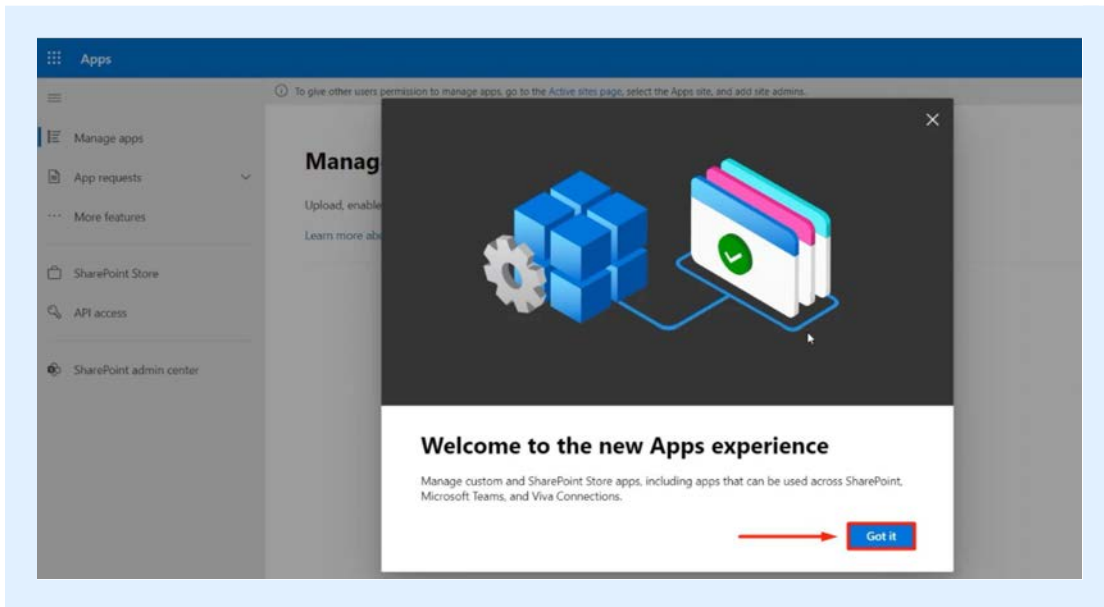 Apps
To give other users permission to manage apps, go to the Active sites page, select the Apps site, and add site admins.
Manage apps
App requests
More features
SharePoint Store
API access
SharePoint admin center
Manag
Upload, enable
Learn more abo
Welcome to the new Apps experience
Manage custom and SharePoint Store apps, including apps that can be used across SharePoint,
Microsoft Teams, and Viva Connections.
Got it